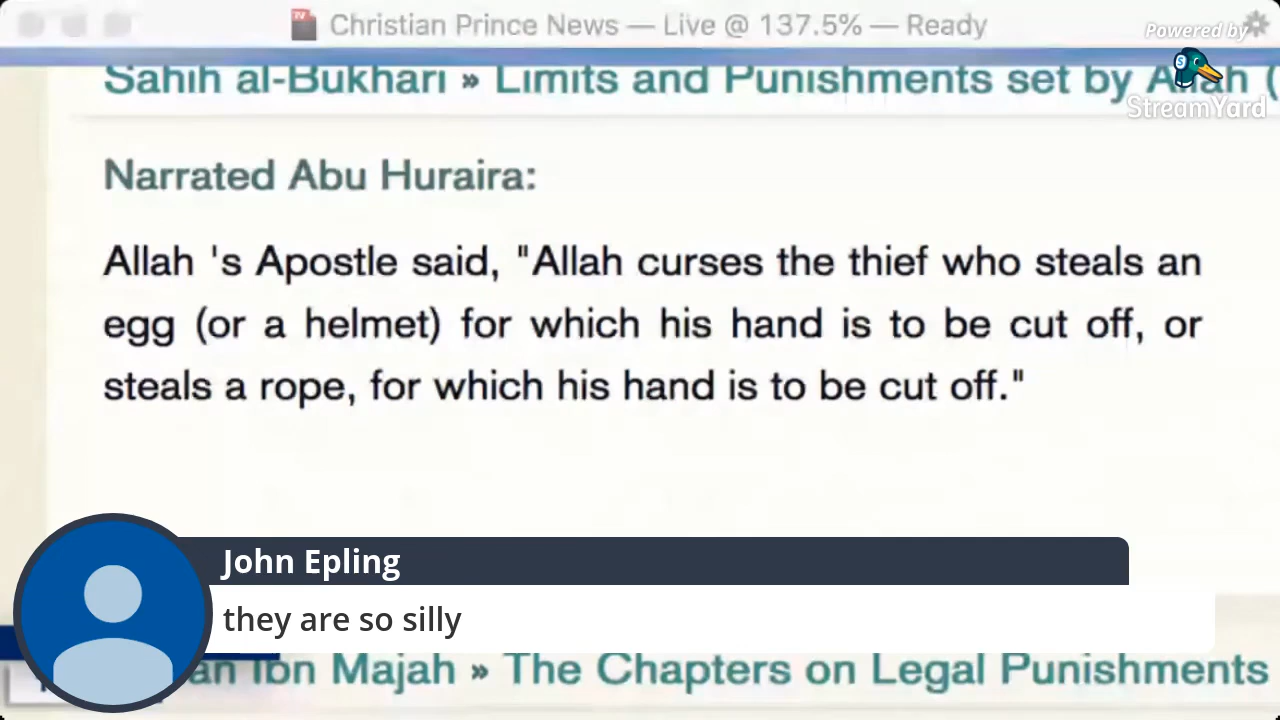 Christian Prince News — Live @ 137.5% — Ready
Powered by
StreamYard
Sahih al-Bukhari » Limits and Punishments set by Allah (
Narrated Abu Huraira:
Allah 's Apostle said, "Allah curses the thief who steals an
egg (or a helmet) for which his hand is to be cut off, or
steals a rope, for which his hand is to be cut off."
John Epling
they are so silly
an Ibn Majah » The Chapters on Legal Punishments